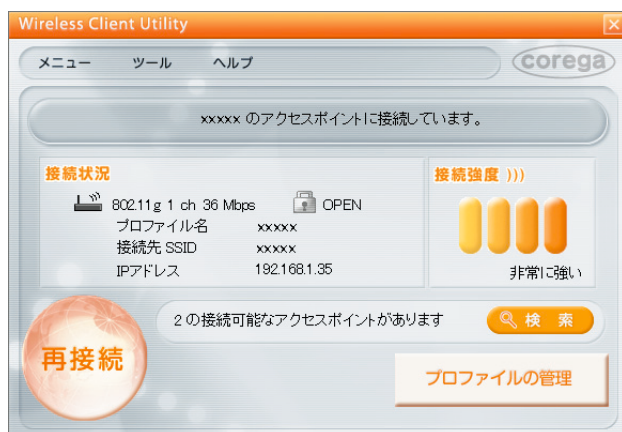 Wireless Client Utility
メニュー ツール ヘルプ corega
xxxxx のアクセスポイントに接続しています。
接続状況 接続強度 )))
802.11g 1 ch 36 Mbps OPEN
プロファイル名 xxxxx
接続先 SSID xxxxx
IPアドレス 192.168.1.35
非常に強い
2 の接続可能なアクセスポイントがあります 検 索
再接続
プロファイルの管理